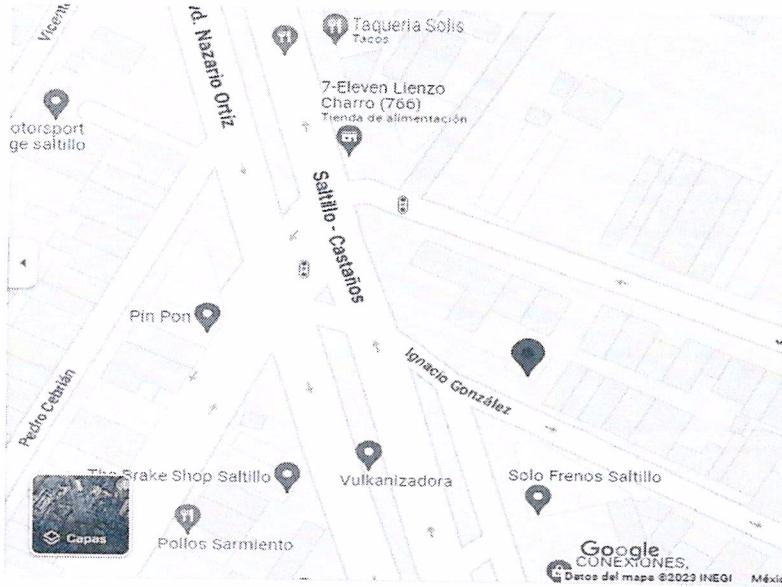 Vicente
vd. Nazario Ortiz
Taqueria Solis
Tacos
7-Eleven Lienzo
Charro (766)
Tienda de alimentación
otorsport
ge saltillo
Saltillo - Castaños
Pin Pon
Ignacio González
Pedro Cebrián
The Brake Shop Saltillo
Vulkanizadora
Solo Frenos Saltillo
Capas
Pollos Sarmiento
Google
CONEXIONES,
Datos del mapa ©2023 INEGI